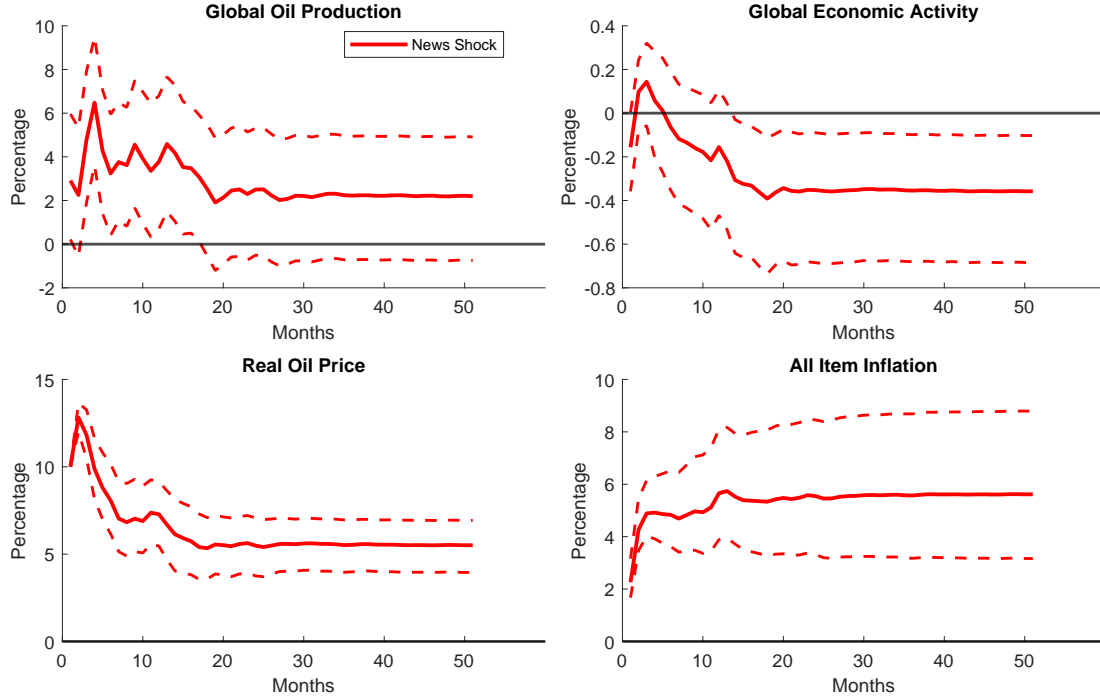 Global Oil Production
Percentage
10
8
6
4
2
0
-2
0 10 20 30 40 50
Months
News Shock
Global Economic Activity
Percentage
0.4
0.2
0
-0.2
-0.4
-0.6
-0.8
0 10 20 30 40 50
Months
Real Oil Price
Percentage
15
10
5
0
0 10 20 30 40 50
Months
All Item Inflation
Percentage
10
8
6
4
2
0
0 10 20 30 40 50
Months